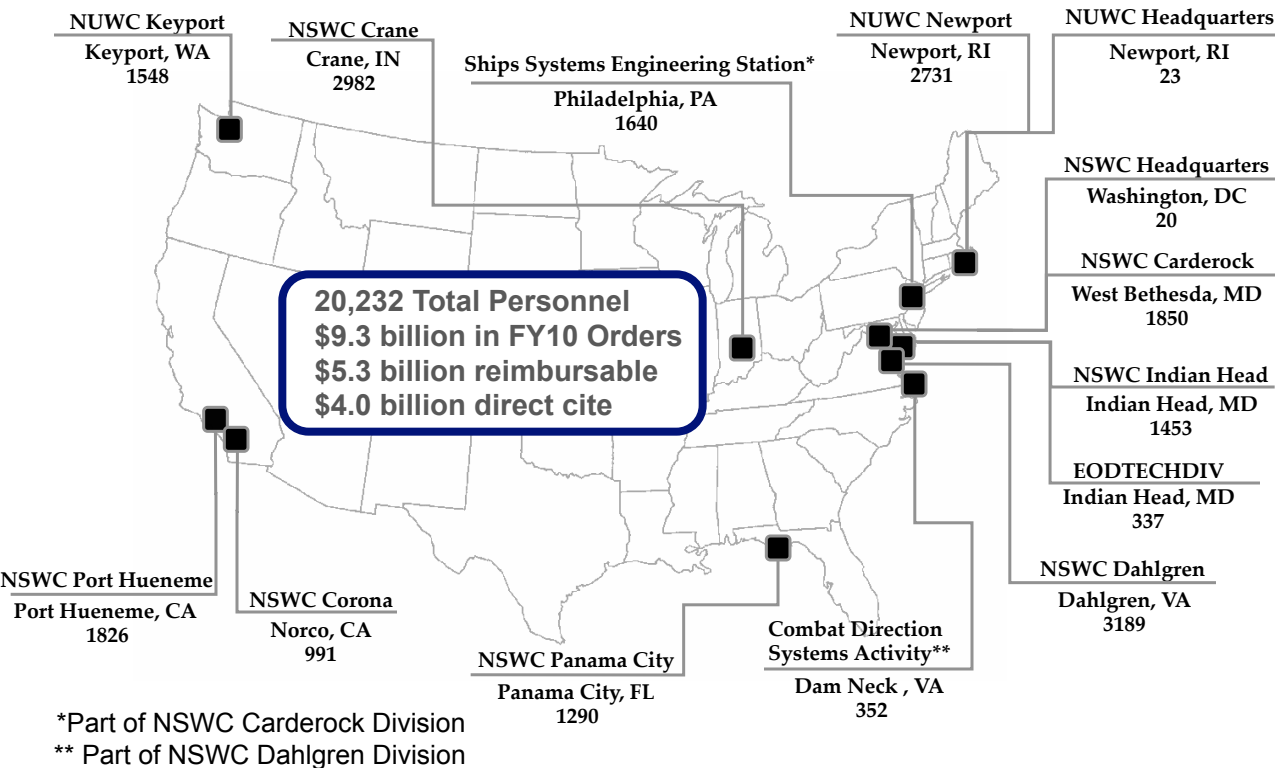 NUWC Keyport
Keyport, WA
1548
NSWC Crane
Crane, IN
2982
Ships Systems Engineering Station*
Philadelphia, PA
1640
NUWC Newport
Newport, RI
2731
NUWC Headquarters
Newport, RI
23
NSWC Headquarters
Washington, DC
20
NSWC Carderock
West Bethesda, MD
1850
NSWC Indian Head
Indian Head, MD
1453
EODTECHDIV
Indian Head, MD
337
NSWC Dahlgren
Dahlgren, VA
3189
20,232 Total Personnel
$9.3 billion in FY10 Orders
$5.3 billion reimbursable
$4.0 billion direct cite
NSWC Port Hueneme
Port Hueneme, CA
1826
NSWC Corona
Norco, CA
991
NSWC Panama City
Panama City, FL
1290
Combat Direction
Systems Activity**
Dam Neck , VA
352
*Part of NSWC Carderock Division
** Part of NSWC Dahlgren Division